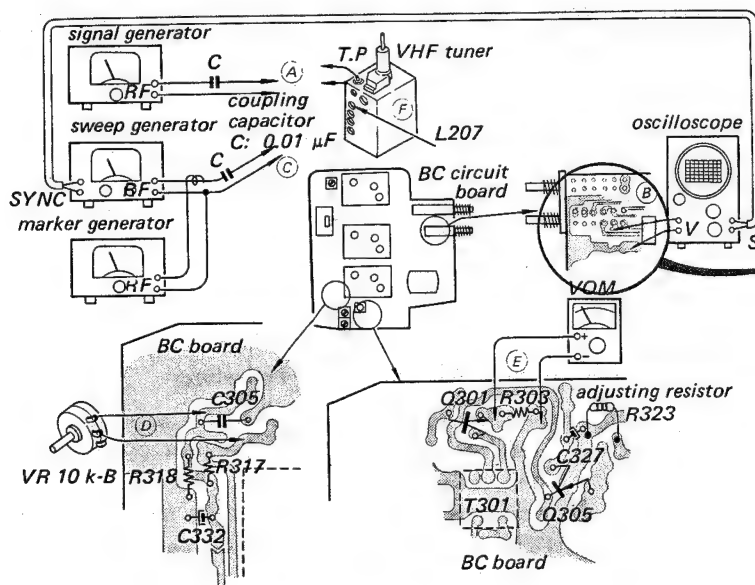 signal generator
RF
C
A
T.P
VHF tuner
F
coupling
capacitor
C: 0.01 μF
L207
sweep generator
SYNC
RF
C
C
marker generator
RF
BC circuit
board
B
oscilloscope
V
S
VOM
+
−
E
BC board
C305
D
VR 10 k-B
R318
R317
C332
Q301
R303
adjusting resistor
R323
C327
T301
Q305
BC board